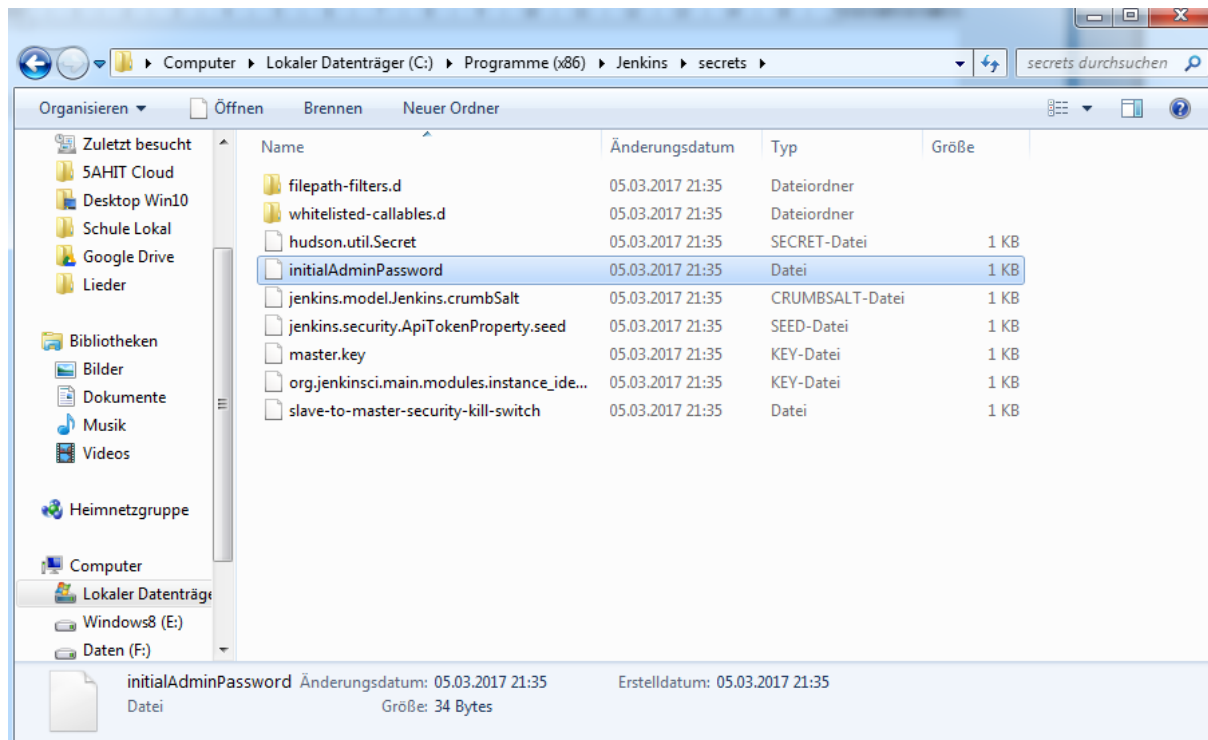 Computer Lokaler Datenträger (C:) Programme (x86) Jenkins secrets secrets durchsuchen
Organisieren Öffnen Brennen Neuer Ordner
Zuletzt besucht
5AHIT Cloud
Desktop Win10
Schule Lokal
Google Drive
Lieder
Bibliotheken
Bilder
Dokumente
Musik
Videos
Heimnetzgruppe
Computer
Lokaler Datenträge
Windows8 (E:)
Daten (F:)
Name Änderungsdatum Typ Größe
filepath-filters.d 05.03.2017 21:35 Dateiordner
whitelisted-callables.d 05.03.2017 21:35 Dateiordner
hudson.util.Secret 05.03.2017 21:35 SECRET-Datei 1 KB
initialAdminPassword 05.03.2017 21:35 Datei 1 KB
jenkins.model.Jenkins.crumbSalt 05.03.2017 21:35 CRUMBSALT-Datei 1 KB
jenkins.security.ApiTokenProperty.seed 05.03.2017 21:35 SEED-Datei 1 KB
master.key 05.03.2017 21:35 KEY-Datei 1 KB
org.jenkinsci.main.modules.instance_ide... 05.03.2017 21:35 KEY-Datei 1 KB
slave-to-master-security-kill-switch 05.03.2017 21:35 Datei 1 KB
initialAdminPassword Änderungsdatum: 05.03.2017 21:35 Erstelldatum: 05.03.2017 21:35
Datei Größe: 34 Bytes